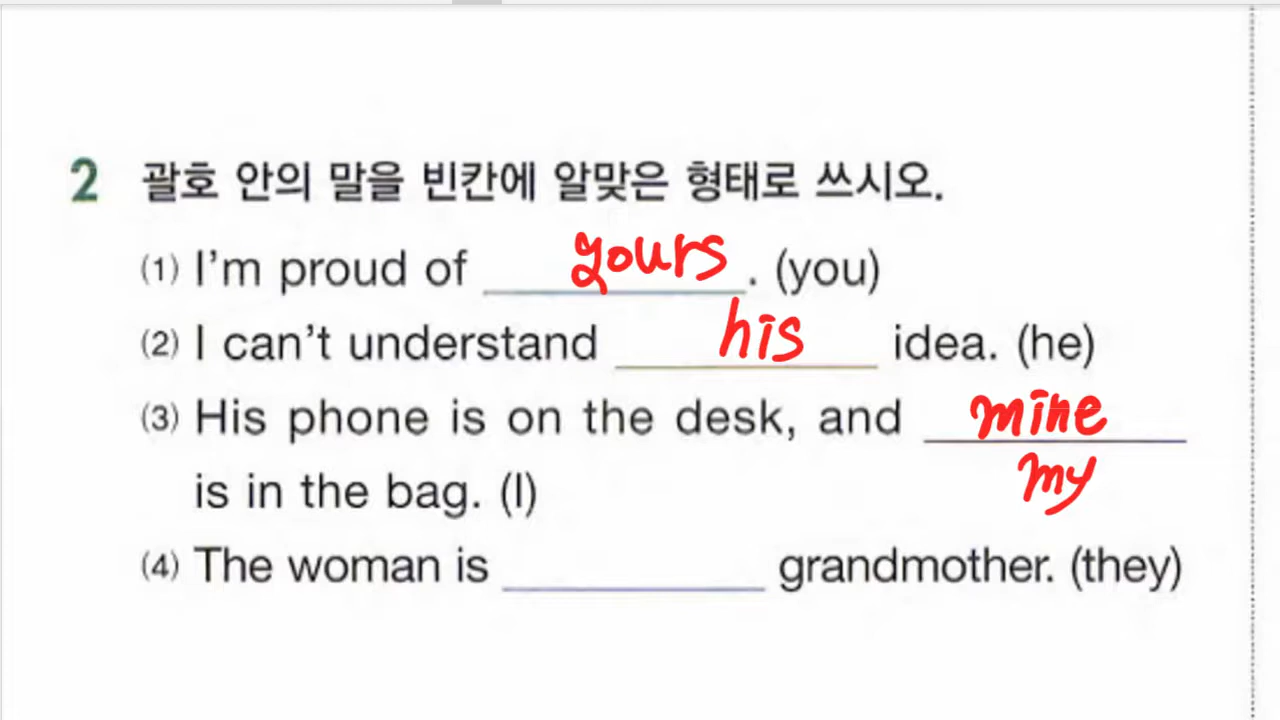 2 괄호 안의 말을 빈칸에 알맞은 형태로 쓰시오.
(1) I'm proud of yours. (you)
(2) I can't understand his idea. (he)
(3) His phone is on the desk, and mine
my
is in the bag. (I)
(4) The woman is ______ grandmother. (they)